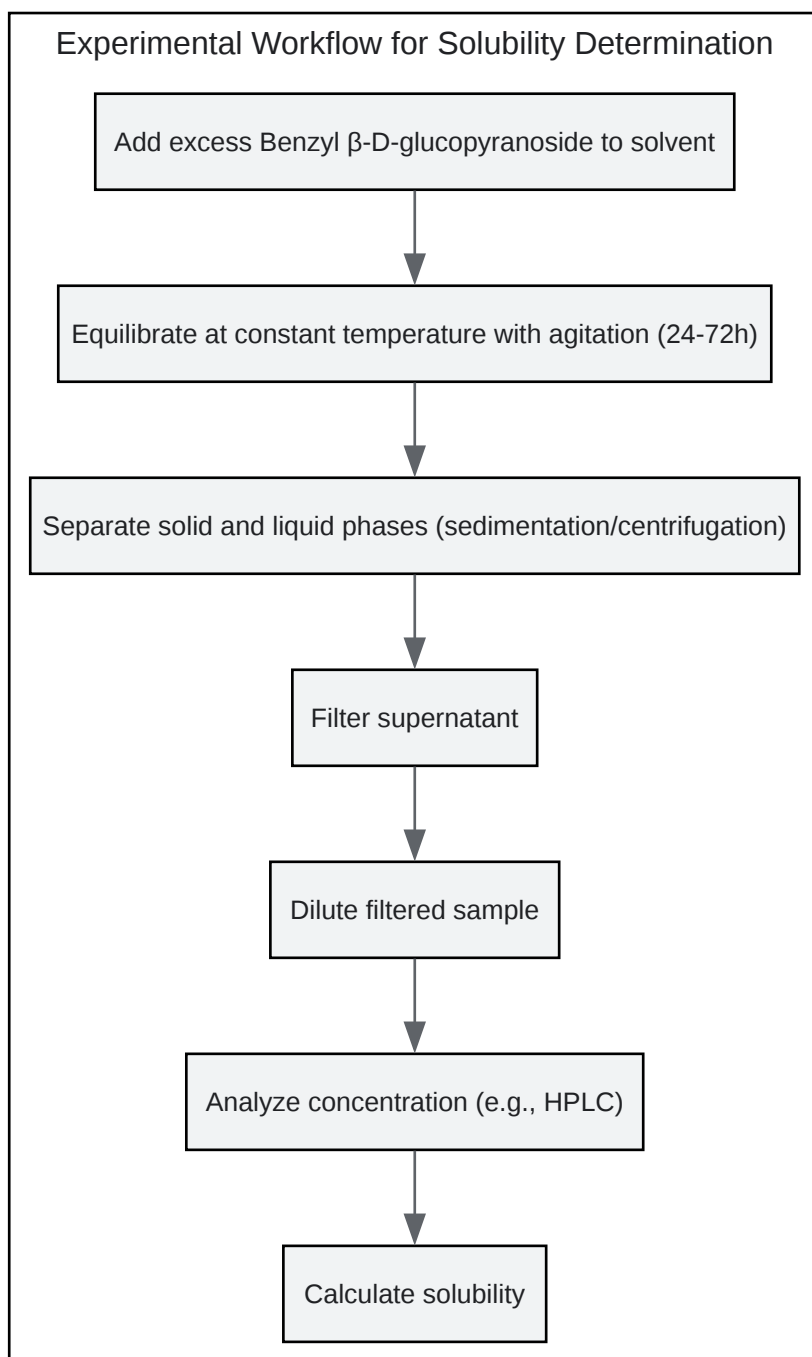 Experimental Workflow for Solubility Determination
Add excess Benzyl β-D-glucopyranoside to solvent
Equilibrate at constant temperature with agitation (24-72h)
Separate solid and liquid phases (sedimentation/centrifugation)
Filter supernatant
Dilute filtered sample
Analyze concentration (e.g., HPLC)
Calculate solubility